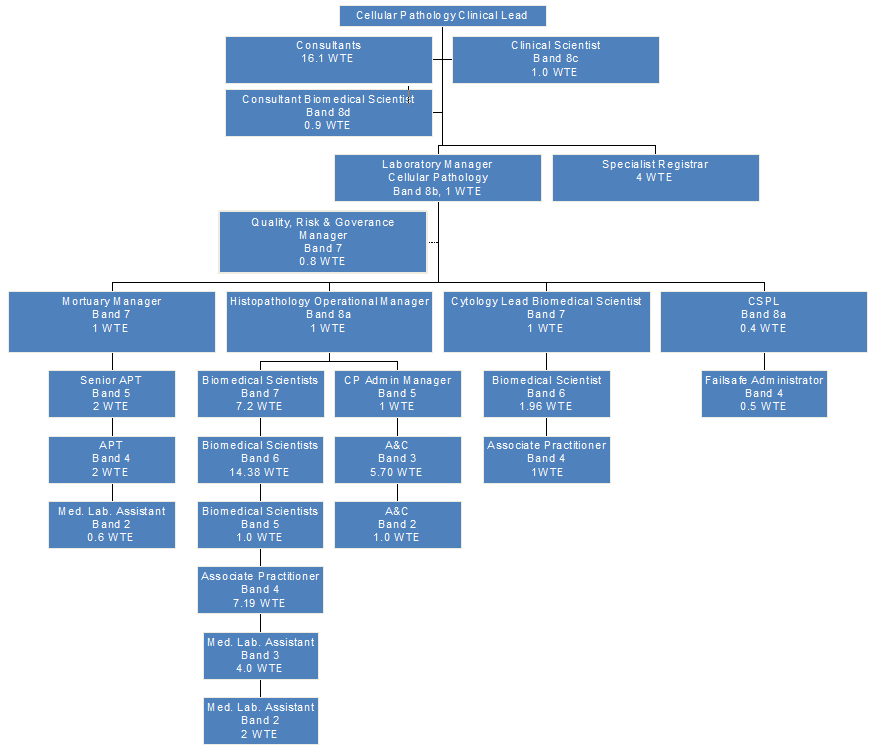 Cellular Pathology Clinical Lead
Consultants
16.1 WTE
Clinical Scientist
Band 8c
1.0 WTE
Consultant Biomedical Scientist
Band 8d
0.9 WTE
Laboratory Manager
Cellular Pathology
Band 8b, 1 WTE
Specialist Registrar
4 WTE
Quality, Risk & Goverance
Manager
Band 7
0.8 WTE
Mortuary Manager
Band 7
1 WTE
Histopathology Operational Manager
Band 8a
1 WTE
Cytology Lead Biomedical Scientist
Band 7
1 WTE
CSPL
Band 8a
0.4 WTE
Senior APT
Band 5
2 WTE
Biomedical Scientists
Band 7
7.2 WTE
CP Admin Manager
Band 5
1 WTE
Biomedical Scientist
Band 6
1.96 WTE
Failsafe Administrator
Band 4
0.5 WTE
APT
Band 4
2 WTE
Biomedical Scientists
Band 6
14.38 WTE
A&C
Band 3
5.70 WTE
Associate Practitioner
Band 4
1WTE
Med. Lab. Assistant
Band 2
0.6 WTE
Biomedical Scientists
Band 5
1.0 WTE
A&C
Band 2
1.0 WTE
Associate Practitioner
Band 4
7.19 WTE
Med. Lab. Assistant
Band 3
4.0 WTE
Med. Lab. Assistant
Band 2
2 WTE